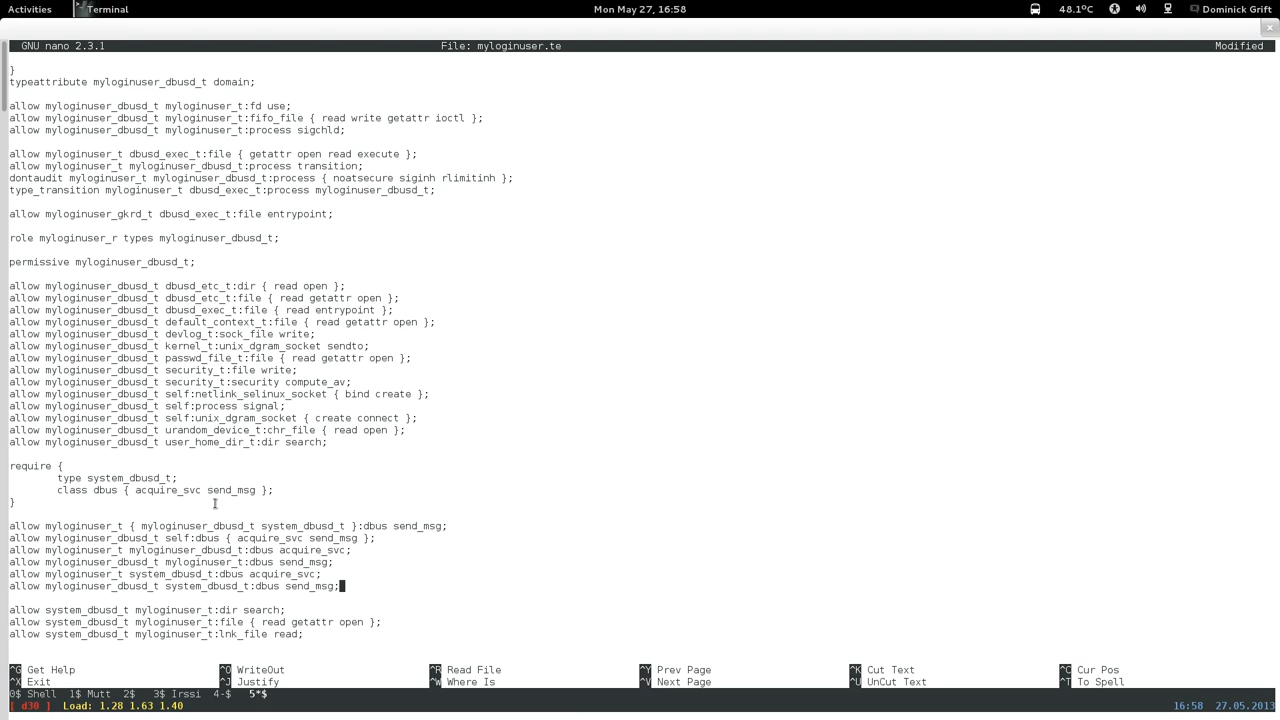 Activities Terminal Mon May 27, 16:58 48.1ºC Dominick Grift
GNU nano 2.3.1 File: myloginuser.te Modified
}
typeattribute myloginuser_dbusd_t domain;
allow myloginuser_dbusd_t myloginuser_t:fd use;
allow myloginuser_dbusd_t myloginuser_t:fifo_file { read write getattr ioctl };
allow myloginuser_dbusd_t myloginuser_t:process sigchld;
allow myloginuser_t dbusd_exec_t:file { getattr open read execute };
allow myloginuser_t myloginuser_dbusd_t:process transition;
dontaudit myloginuser_t myloginuser_dbusd_t:process { noatsecure siginh rlimitinh };
type_transition myloginuser_t dbusd_exec_t:process myloginuser_dbusd_t;
allow myloginuser_gkrd_t dbusd_exec_t:file entrypoint;
role myloginuser_r types myloginuser_dbusd_t;
permissive myloginuser_dbusd_t;
allow myloginuser_dbusd_t dbusd_etc_t:dir { read open };
allow myloginuser_dbusd_t dbusd_etc_t:file { read getattr open };
allow myloginuser_dbusd_t dbusd_exec_t:file { read entrypoint };
allow myloginuser_dbusd_t default_context_t:file { read getattr open };
allow myloginuser_dbusd_t devlog_t:sock_file write;
allow myloginuser_dbusd_t kernel_t:unix_dgram_socket sendto;
allow myloginuser_dbusd_t passwd_file_t:file { read getattr open };
allow myloginuser_dbusd_t security_t:file write;
allow myloginuser_dbusd_t security_t:security compute_av;
allow myloginuser_dbusd_t self:netlink_selinux_socket { bind create };
allow myloginuser_dbusd_t self:process signal;
allow myloginuser_dbusd_t self:unix_dgram_socket { create connect };
allow myloginuser_dbusd_t urandom_device_t:chr_file { read open };
allow myloginuser_dbusd_t user_home_dir_t:dir search;
require {
type system_dbusd_t;
class dbus { acquire_svc send_msg };
}
allow myloginuser_t { myloginuser_dbusd_t system_dbusd_t }:dbus send_msg;
allow myloginuser_dbusd_t self:dbus { acquire_svc send_msg };
allow myloginuser_t myloginuser_dbusd_t:dbus acquire_svc;
allow myloginuser_dbusd_t myloginuser_t:dbus send_msg;
allow myloginuser_t system_dbusd_t:dbus acquire_svc;
allow myloginuser_dbusd_t system_dbusd_t:dbus send_msg;
allow system_dbusd_t myloginuser_t:dir search;
allow system_dbusd_t myloginuser_t:file { read getattr open };
allow system_dbusd_t myloginuser_t:lnk_file read;
^G Get Help ^O WriteOut ^R Read File ^Y Prev Page ^K Cut Text ^C Cur Pos
^X Exit ^J Justify ^W Where Is ^V Next Page ^U UnCut Text ^T To Spell
0$ Shell 1$ Mutt 2$ 3$ Irssi 4-$ 5*$
[ d30 ] Load: 1.28 1.63 1.40 16:58 27.05.2013